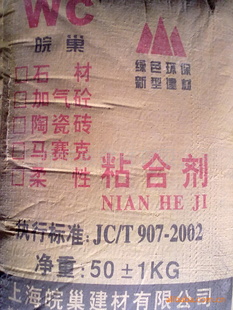 WC
皖巢
绿色环保
新型建材
石材
加气砼
陶瓷砖
马赛克
柔性
粘合剂
NIAN HE JI
执行标准:JC/T 907-2002
净重:50±1KG
上海皖巢建材有限公司